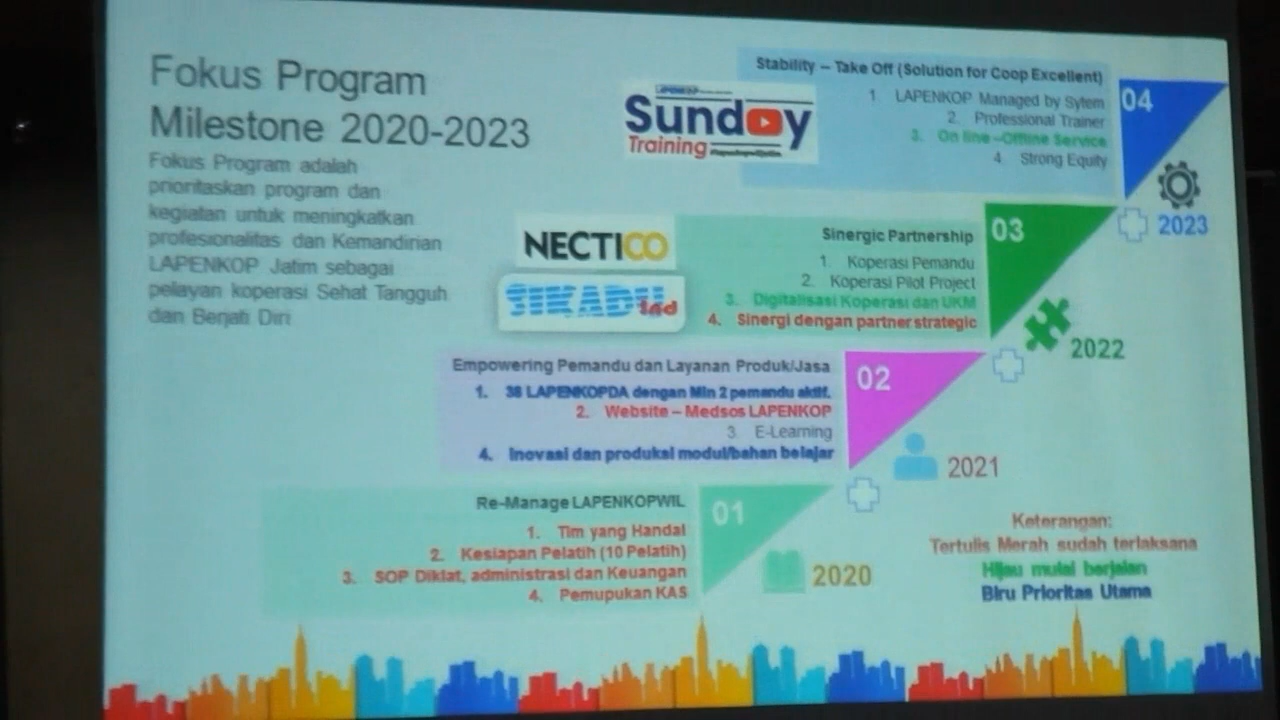 Fokus Program
Milestone 2020-2023
Fokus Program adalah
prioritaskan program dan
kegiatan untuk meningkatkan
profesionalitas dan Kemandirian
LAPENKOP Jatim sebagai
pelayan koperasi Sehat Tangguh
dan Berjati Diri
Sunday
Training
Stability – Take Off (Solution for Coop Excellent)
1 LAPENKOP Managed by Sytem
2. Professional Trainer
3. On line –Offline Service
4. Strong Equity
04
2023
NECTICO
SIKADU
ind
Sinergic Partnership
1. Koperasi Pemandu
2. Koperasi Pilot Project
3. Digitalisasi Koperasi dan UKM
4. Sinergi dengan partner strategic
03
2022
Empowering Pemandu dan Layanan Produk/Jasa
1. 38 LAPENKOPDA dengan Min 2 pemandu aktif.
2. Website – Medsos LAPENKOP
3 E-Learning
4. Inovasi dan produksi modul/bahan belajar
02
2021
Re-Manage LAPENKOPWIL
1. Tim yang Handal
2. Kesiapan Pelatih (10 Pelatih)
3. SOP Diklat, administrasi dan Keuangan
4. Pemupukan KAS
01
2020
Keterangan:
Tertulis Merah sudah terlaksana
Hijau mulai berjalan
Biru Prioritas Utama